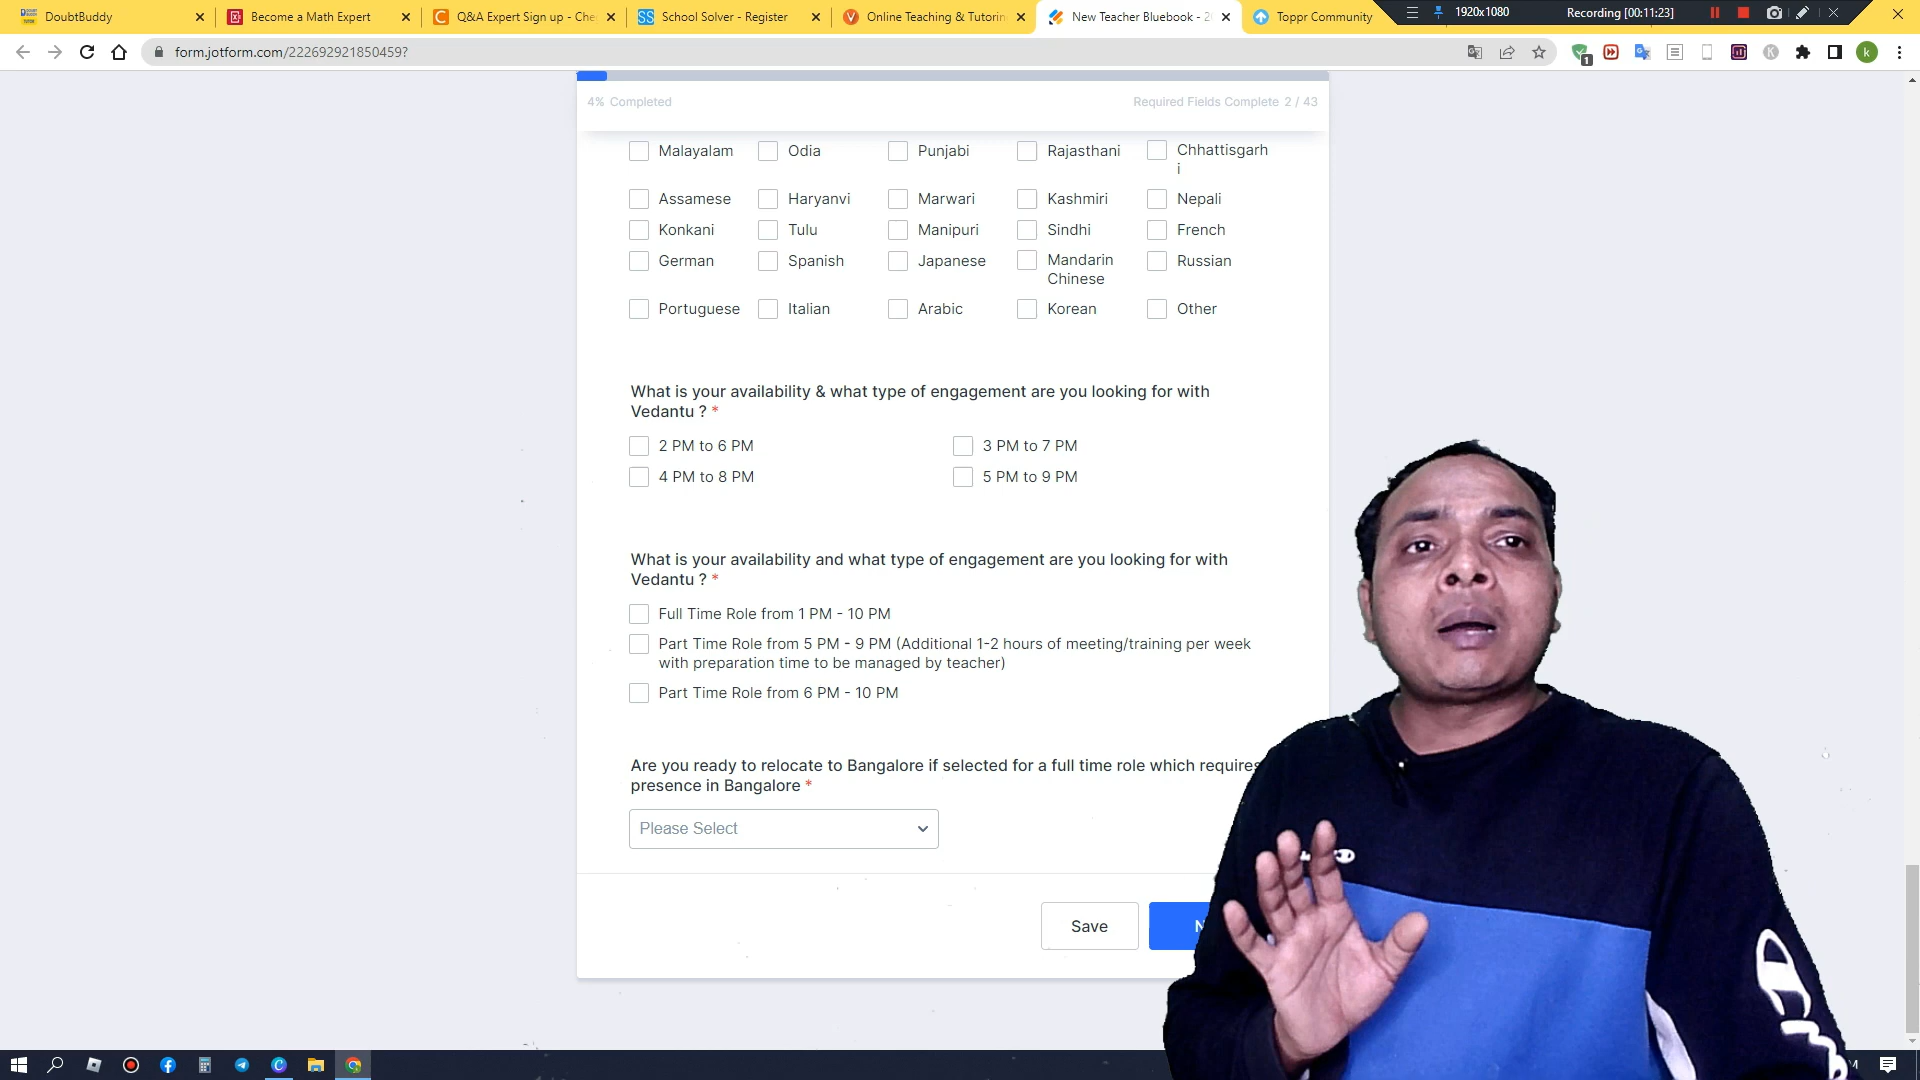 DoubtBuddy
Become a Math Expert
Q&A Expert Sign up - Che
School Solver - Register
Online Teaching & Tutorin
New Teacher Bluebook - 2
Toppr Community
1920x1080
Recording [00:11:23]
form.jotform.com/222692921850459?
4% Completed
Required Fields Complete 2 / 43
Malayalam Odia Punjabi Rajasthani Chhattisgarh
i
Assamese Haryanvi Marwari Kashmiri Nepali
Konkani Tulu Manipuri Sindhi French
German Spanish Japanese Mandarin Russian
Chinese
Portuguese Italian Arabic Korean Other
What is your availability & what type of engagement are you looking for with
Vedantu ? *
2 PM to 6 PM 3 PM to 7 PM
4 PM to 8 PM 5 PM to 9 PM
What is your availability and what type of engagement are you looking for with
Vedantu ? *
Full Time Role from 1 PM - 10 PM
Part Time Role from 5 PM - 9 PM (Additional 1-2 hours of meeting/training per week
with preparation time to be managed by teacher)
Part Time Role from 6 PM - 10 PM
Are you ready to relocate to Bangalore if selected for a full time role which requires
presence in Bangalore *
Please Select
Save
N